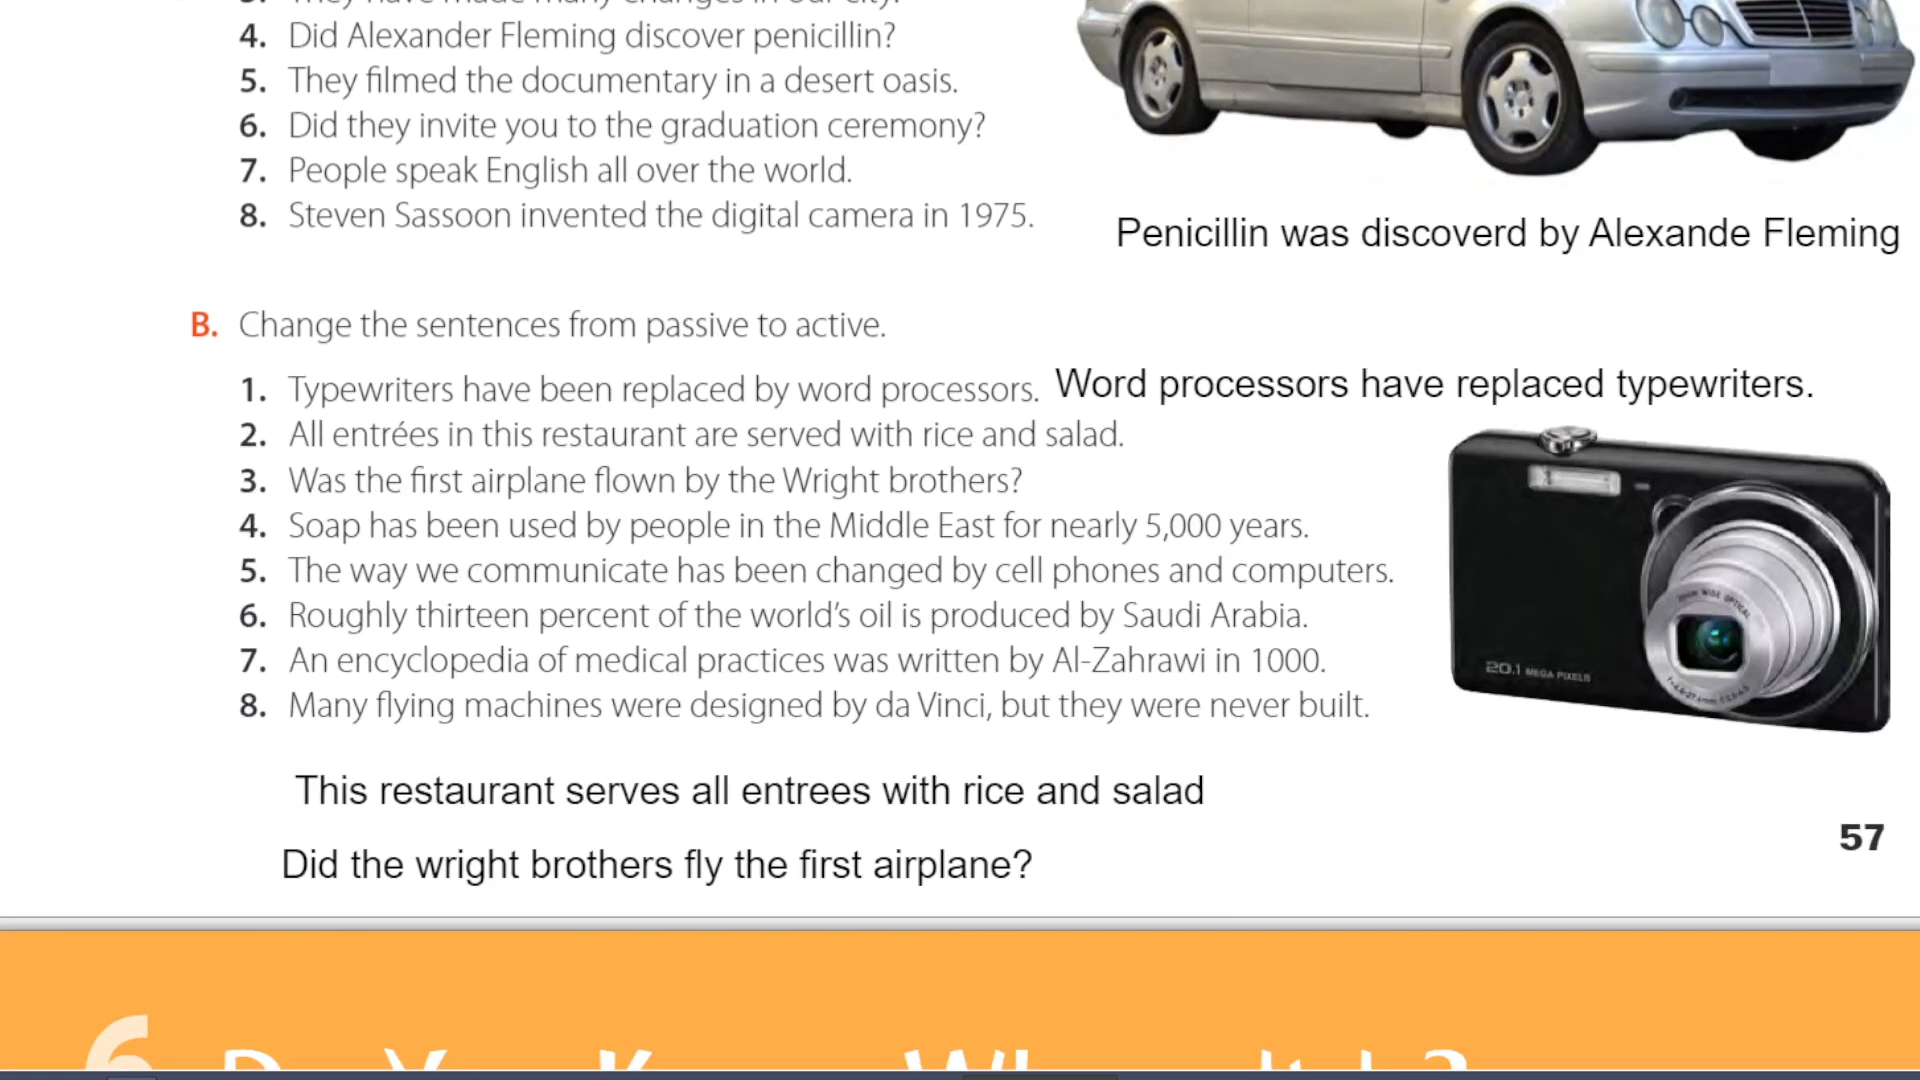 4. Did Alexander Fleming discover penicillin?
5. They filmed the documentary in a desert oasis.
6. Did they invite you to the graduation ceremony?
7. People speak English all over the world.
8. Steven Sassoon invented the digital camera in 1975.
Penicillin was discoverd by Alexande Fleming
B. Change the sentences from passive to active.
1. Typewriters have been replaced by word processors. Word processors have replaced typewriters.
2. All entrées in this restaurant are served with rice and salad.
3. Was the first airplane flown by the Wright brothers?
4. Soap has been used by people in the Middle East for nearly 5,000 years.
5. The way we communicate has been changed by cell phones and computers.
6. Roughly thirteen percent of the world's oil is produced by Saudi Arabia.
7. An encyclopedia of medical practices was written by Al-Zahrawi in 1000.
8. Many flying machines were designed by da Vinci, but they were never built.
20.1 MEGA PIXELS
This restaurant serves all entrees with rice and salad
57
Did the wright brothers fly the first airplane?
6